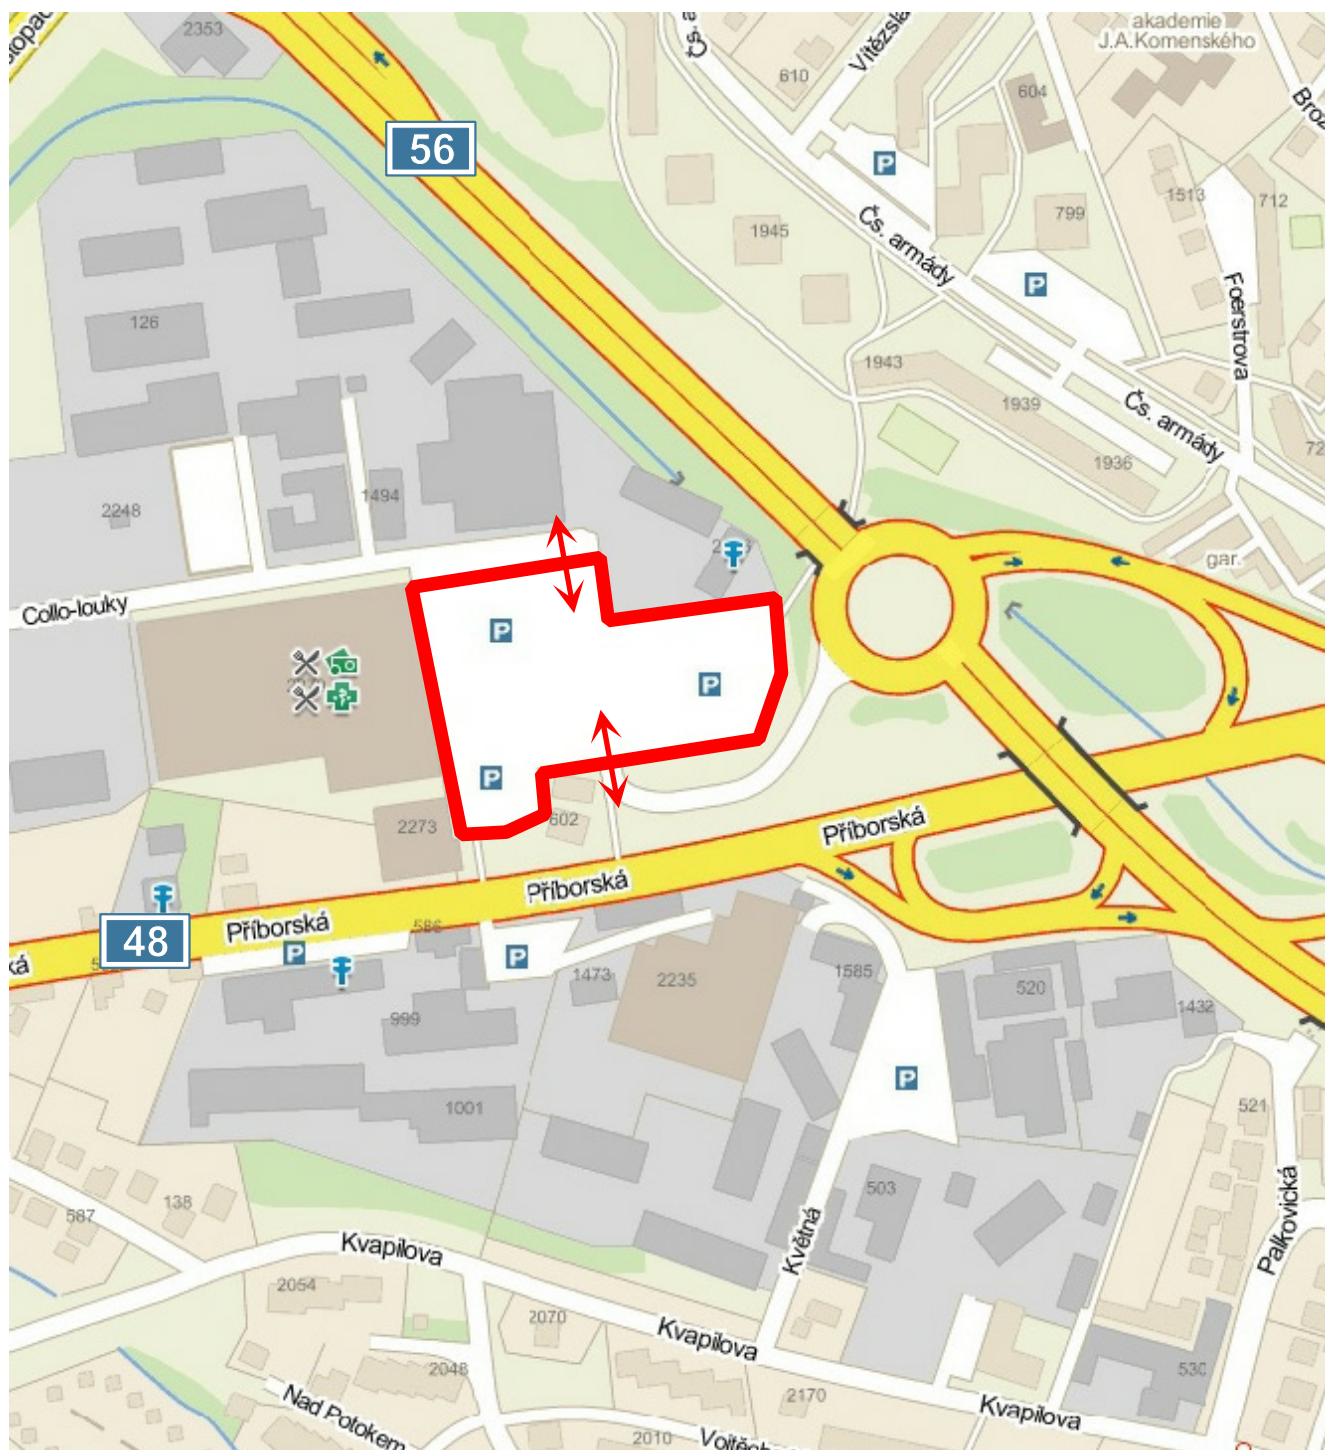 2353
akademie
J.A.Komenského
610
604
56
1513
712
799
1945
Čs. armády
Foerstrova
126
1943
1939
Čs. armády
1936
1494
2248
gar.
Collo-louky
P
P
P
P
P
602
2273
Příborská
Příborská
Příborská
48
586
P
P
1473
2235
1585
520
1432
999
P
1001
521
503
138
587
Květná
Palkovická
Kvapilova
2054
2070
Kvapilova
2048
2170
530
Kvapilova
Nad Potokem
2010